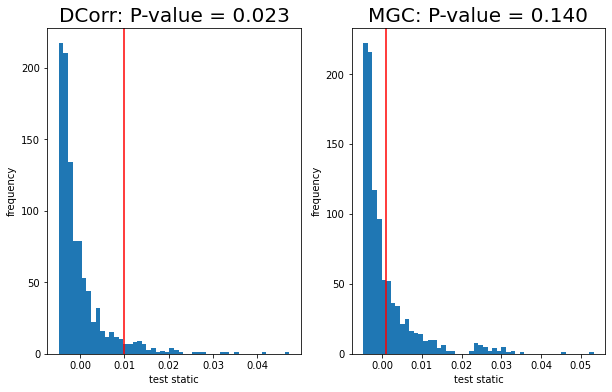 DCorr: P-value = 0.023
frequency
200
150
100
50
0
0.00 0.01 0.02 0.03 0.04
test static
MGC: P-value = 0.140
frequency
200
150
100
50
0
0.00 0.01 0.02 0.03 0.04 0.05
test static